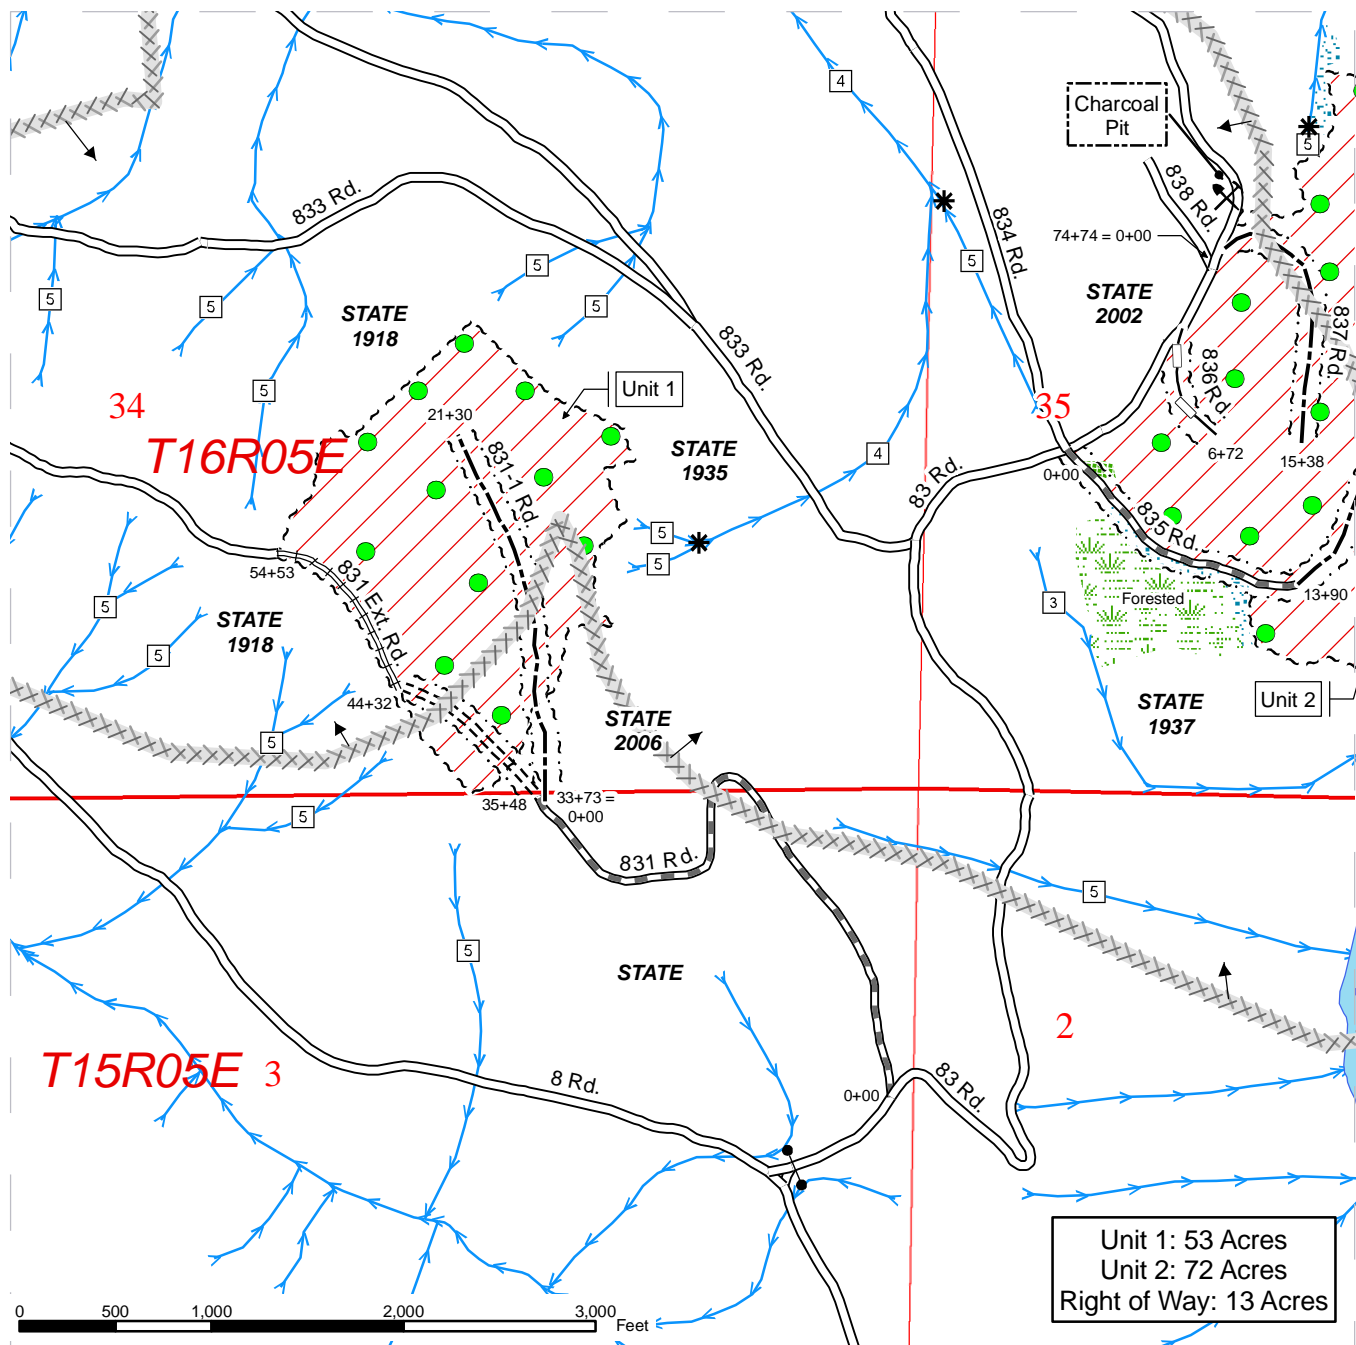 4
Charcoal
Pit
5
833 Rd.
838 Rd.
834 Rd.
74+74 = 0+00
5
5
5
5
5
STATE
1918
STATE
2002
837 Rd.
833 Rd.
836 Rd
Unit 1
5
34
35
21+30
T16R05E
STATE
1935
4
831-1 Rd.
83 Rd.
6+72
15+38
0+00
835 Rd.
5
5
54+53
831 Ext. Rd
5
3
Forested
13+90
STATE
1918
5
44+32
STATE
2006
STATE
1937
Unit 2
5
35+48
33+73 =
0+00
5
831 Rd.
5
5
STATE
2
T15R05E
3
8 Rd.
0+00
83 Rd.
Unit 1: 53 Acres
Unit 2: 72 Acres
Right of Way: 13 Acres
0 500 1,000 2,000 3,000
Feet